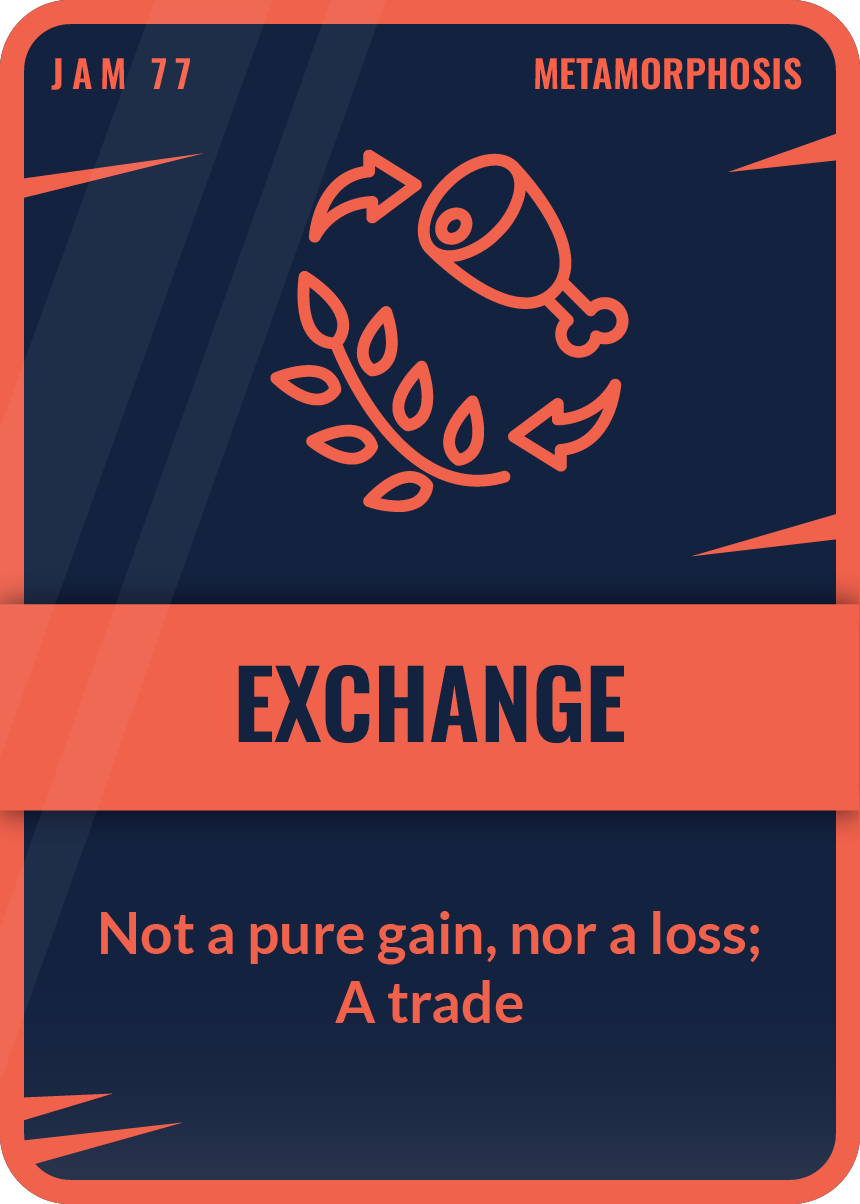 JAM 77
METAMORPHOSIS
EXCHANGE
Not a pure gain, nor a loss;
A trade